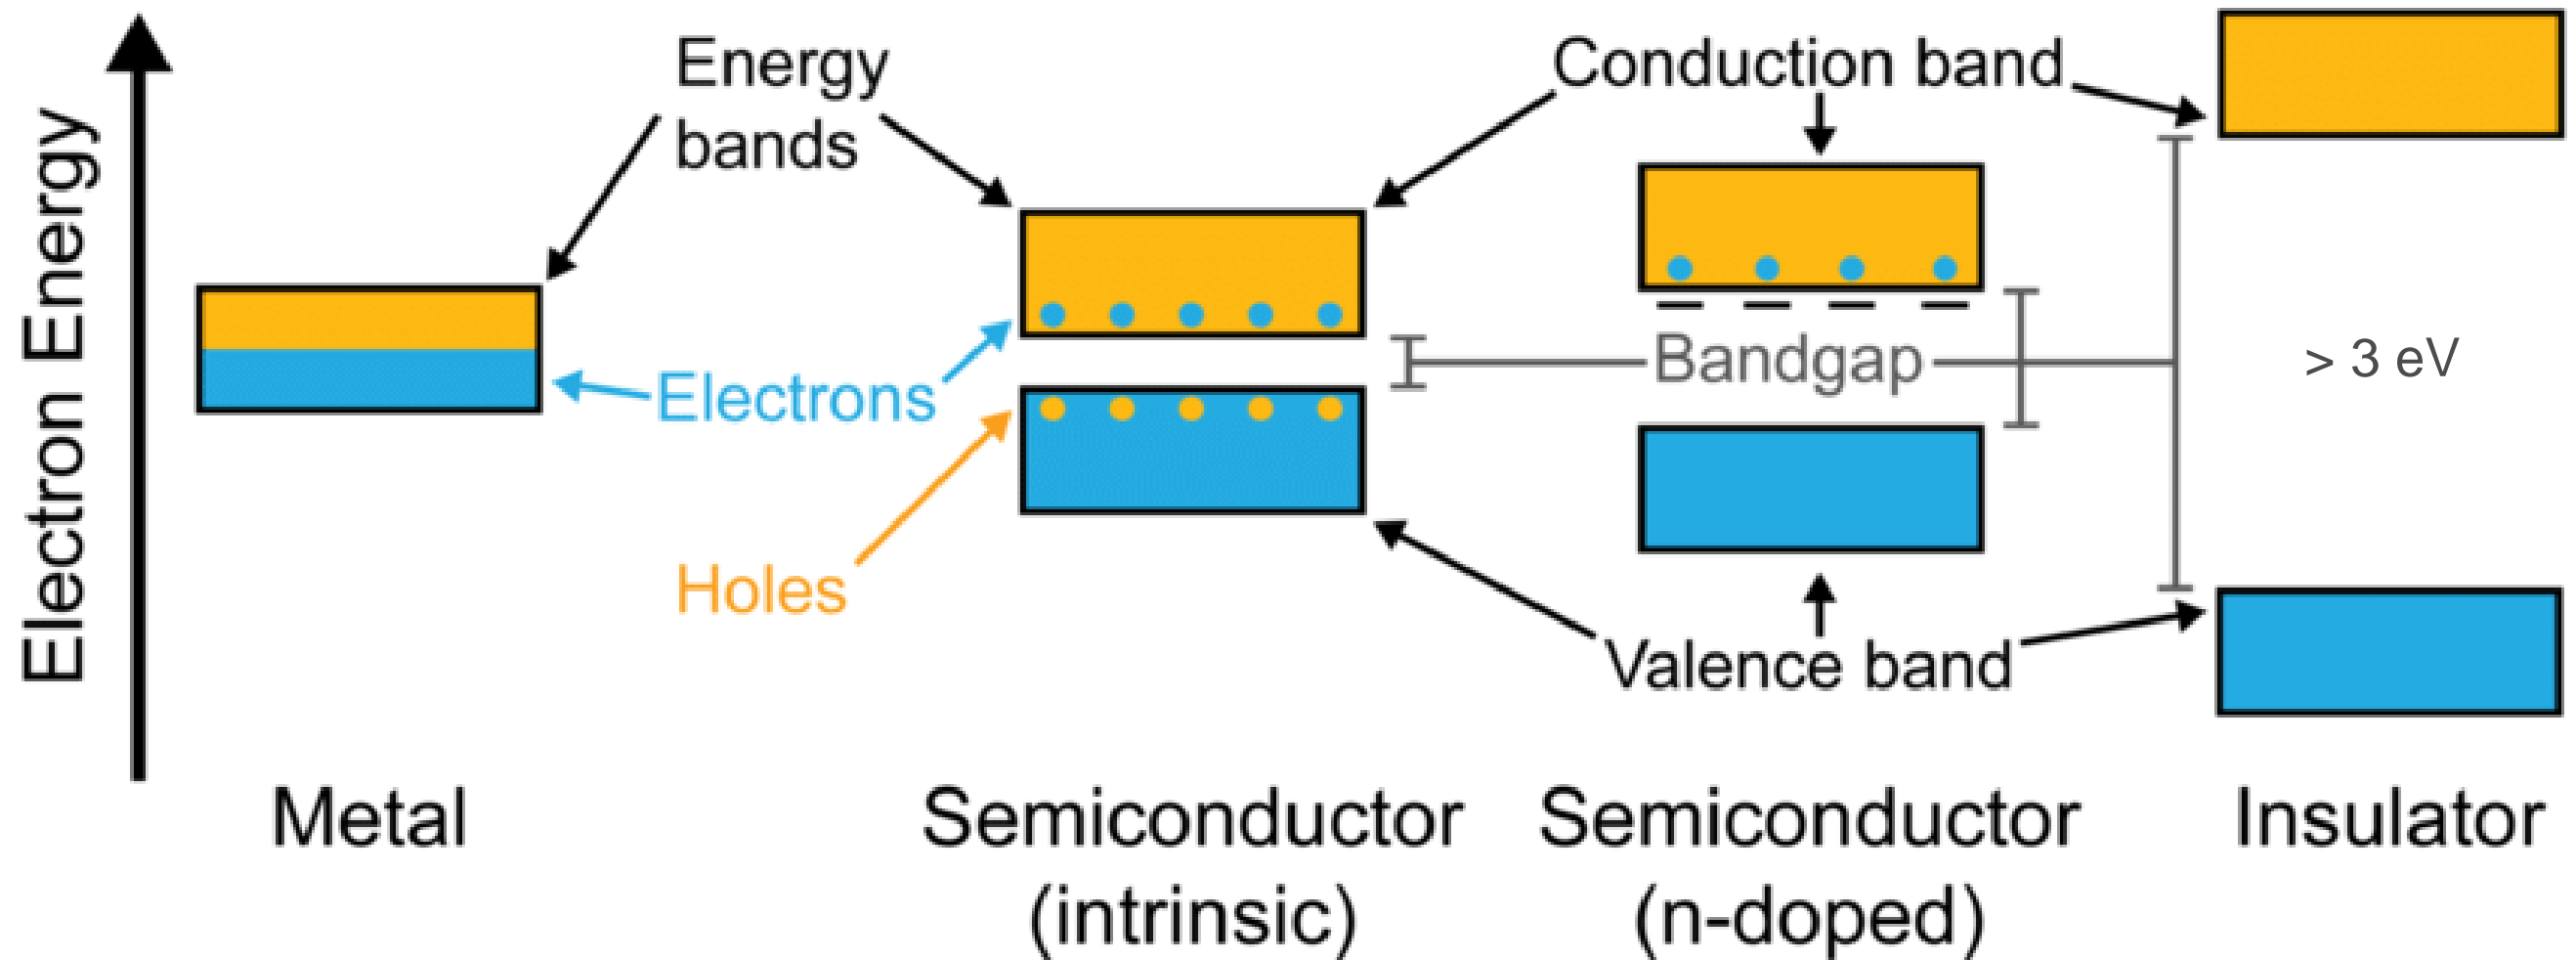 Electron Energy
Energy
bands
Conduction band
Electrons
Bandgap
> 3 eV
Holes
Valence band
Metal
Semiconductor
(intrinsic)
Semiconductor
(n-doped)
Insulator